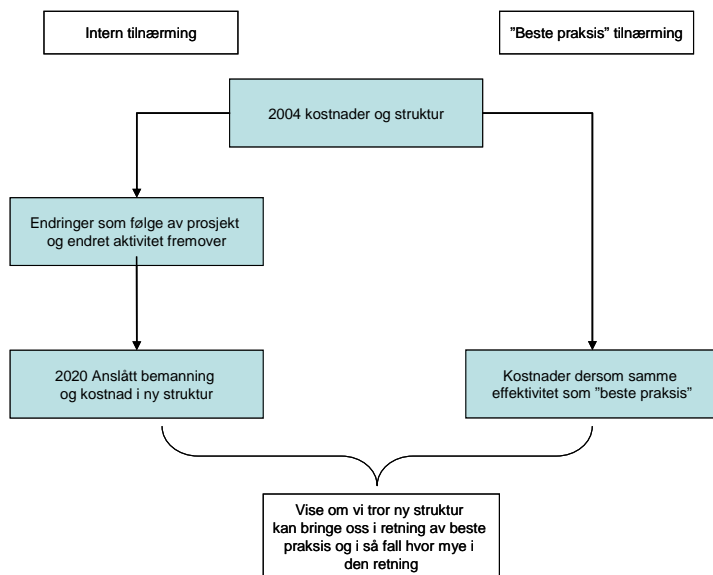 Intern tilnærming
"Beste praksis" tilnærming
2004 kostnader og struktur
Endringer som følge av prosjekt
og endret aktivitet fremover
2020 Anslått bemanning
og kostnad i ny struktur
Kostnader dersom samme
effektivitet som "beste praksis"
Vise om vi tror ny struktur
kan bringe oss i retning av beste
praksis og i så fall hvor mye i
den retning